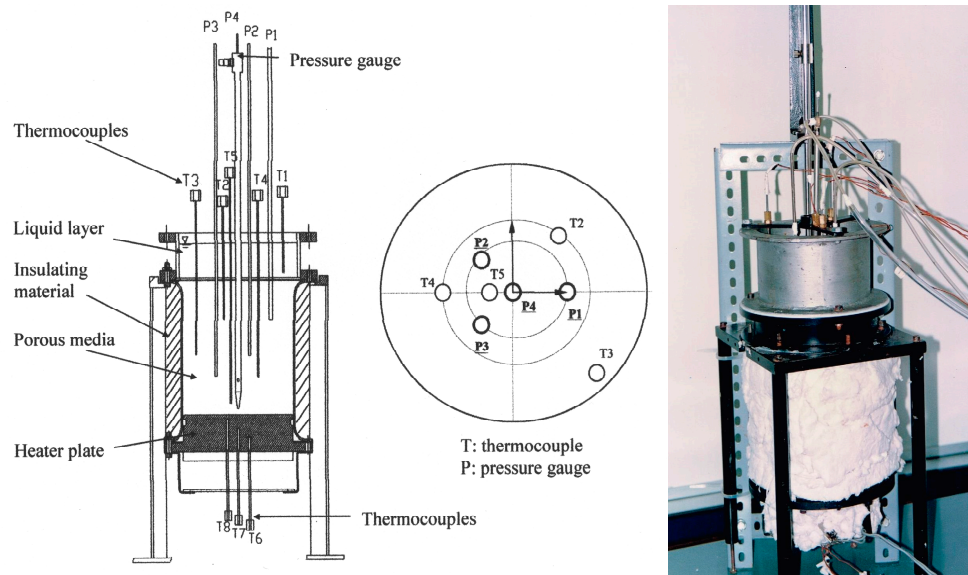 P3
P4
P2
P1
Pressure gauge
Thermocouples
T3
T2
T5
T4
T1
Liquid layer
Insulating
material
Porous media
Heater plate
T8
T7
T6
Thermocouples
T2
P2
T4
T5
P4
P1
P3
T3
T: thermocouple
P: pressure gauge